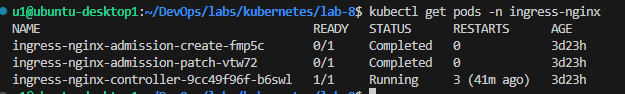 u1@ubuntu-desktop1:~/DevOps/labs/kubernetes/lab-8$ kubectl get pods -n ingress-nginx
NAME READY STATUS RESTARTS AGE
ingress-nginx-admission-create-fmp5c 0/1 Completed 0 3d23h
ingress-nginx-admission-patch-vtw72 0/1 Completed 0 3d23h
ingress-nginx-controller-9cc49f96f-b6swl 1/1 Running 3 (41m ago) 3d23h
u1@ubuntu-desktop1:~/DevOps/labs/kubernetes/lab-8$